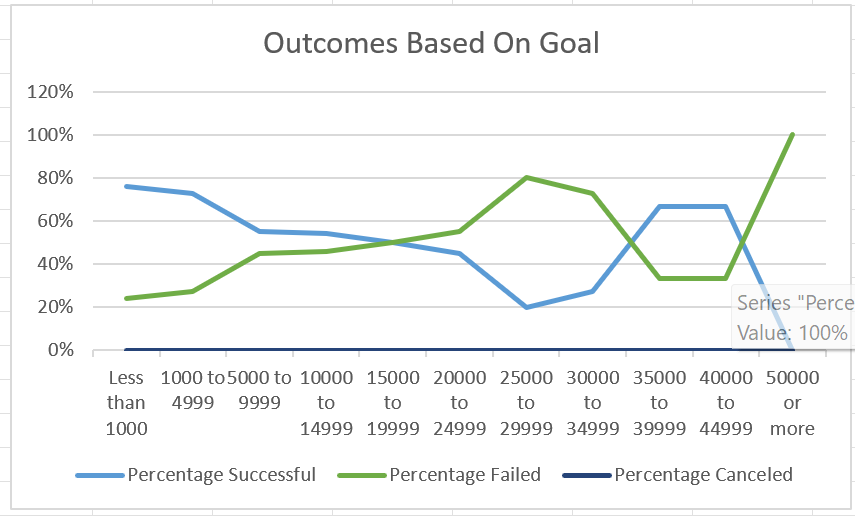 Outcomes Based On Goal
120%
100%
80%
60%
40%
20%
0%
Series "Perce
Value: 100%
Less than 1000
1000 to 4999
5000 to 9999
10000 to 14999
15000 to 19999
20000 to 24999
25000 to 29999
30000 to 34999
35000 to 39999
40000 to 44999
50000 or more
Percentage Successful Percentage Failed Percentage Canceled